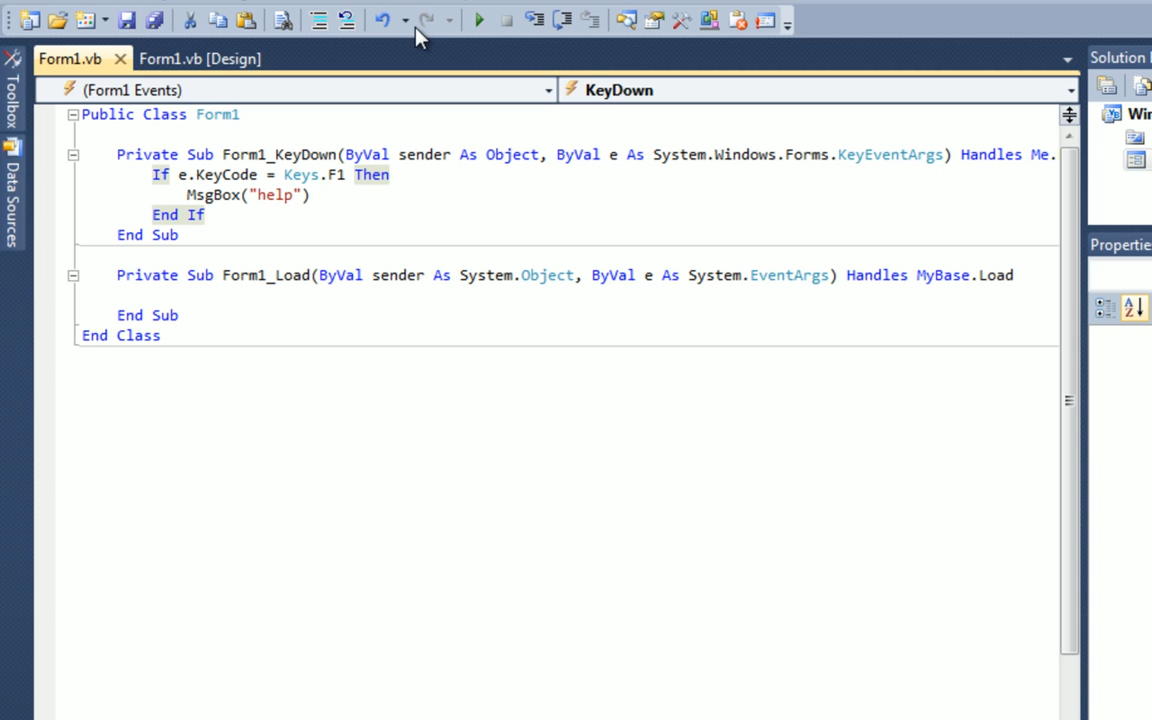 Form1.vb
Form1.vb [Design]
Solution
(Form1 Events)
KeyDown
Toolbox
Data Sources
Public Class Form1
Private Sub Form1_KeyDown(ByVal sender As Object, ByVal e As System.Windows.Forms.KeyEventArgs) Handles Me.
If e.KeyCode = Keys.F1 Then
MsgBox("help")
End If
End Sub
Private Sub Form1_Load(ByVal sender As System.Object, ByVal e As System.EventArgs) Handles MyBase.Load
End Sub
End Class
Win
Propertie